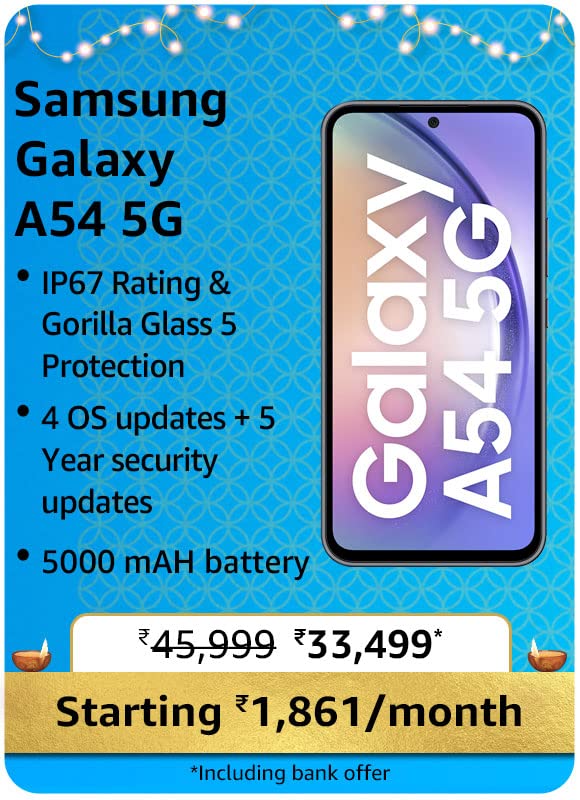 Samsung
Galaxy
A54 5G
• IP67 Rating &
Gorilla Glass 5
Protection
• 4 OS updates + 5
Year security
updates
• 5000 mAH battery
Galaxy
A54 5G
₹45,999 ₹33,499*
Starting ₹1,861/month
*Including bank offer